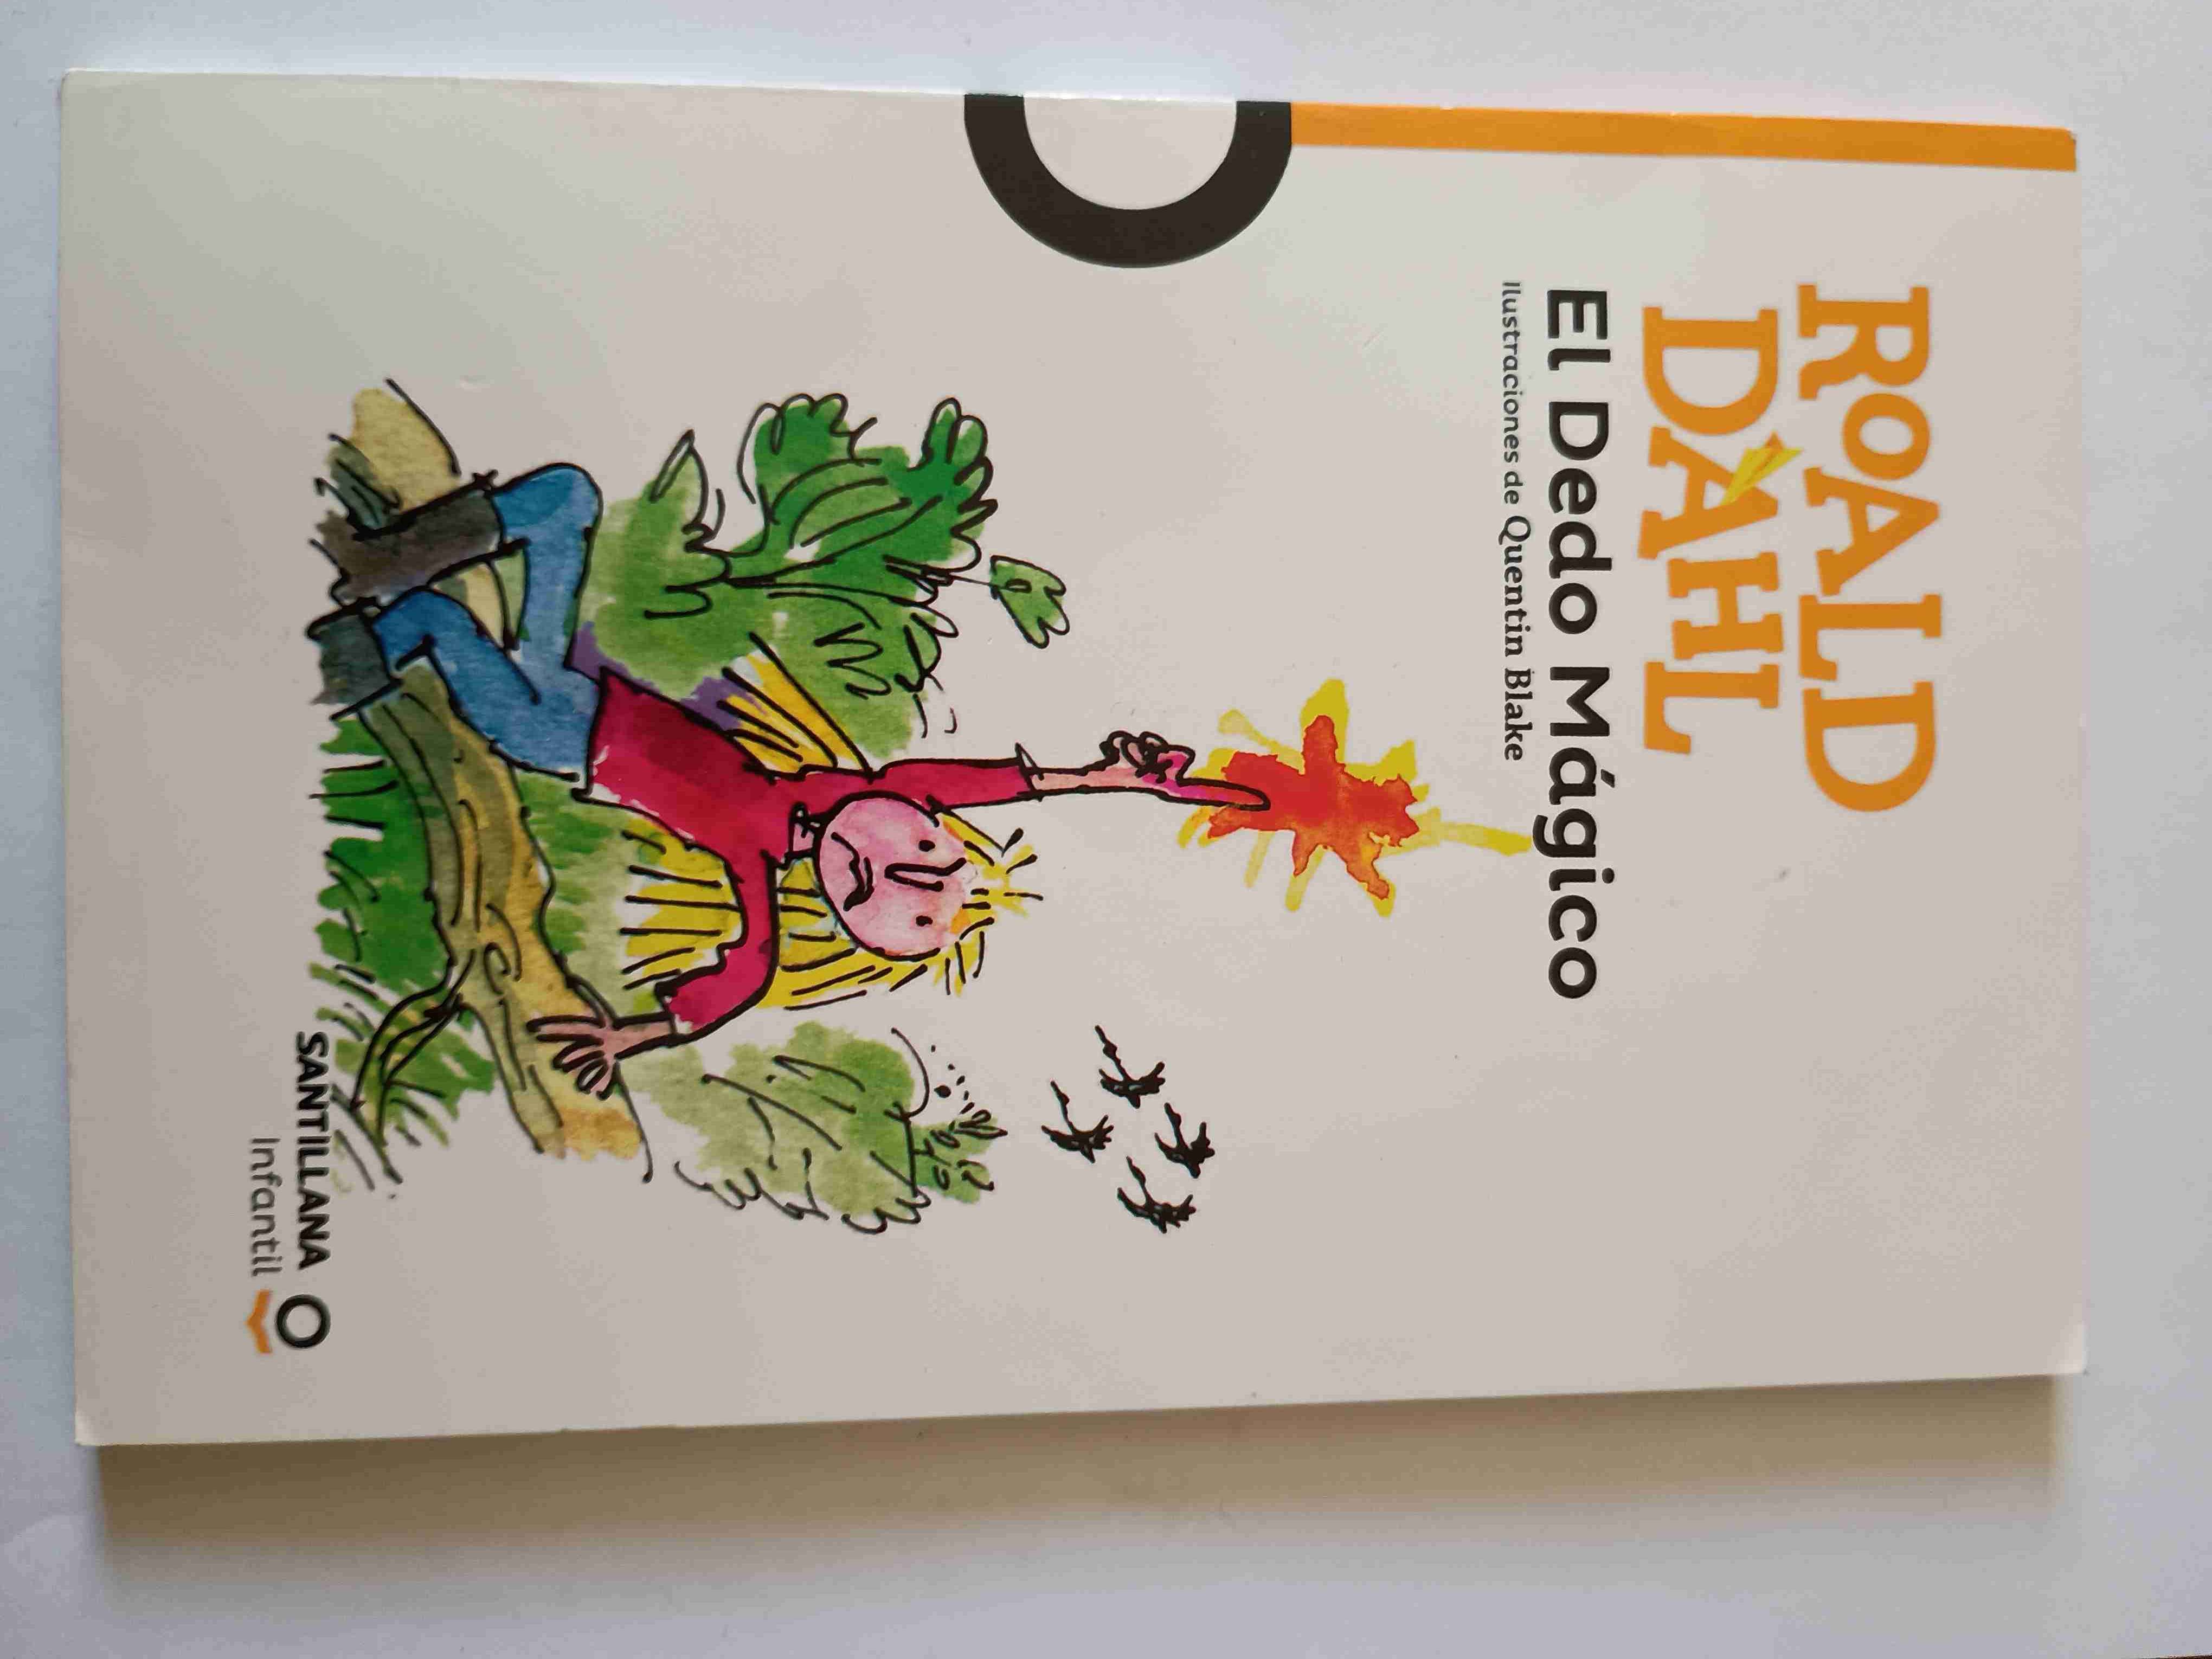 ROALD
DAHL
El Dedo Mágico
Ilustraciones de Quentin Blake
SANTILLANA
Infantil